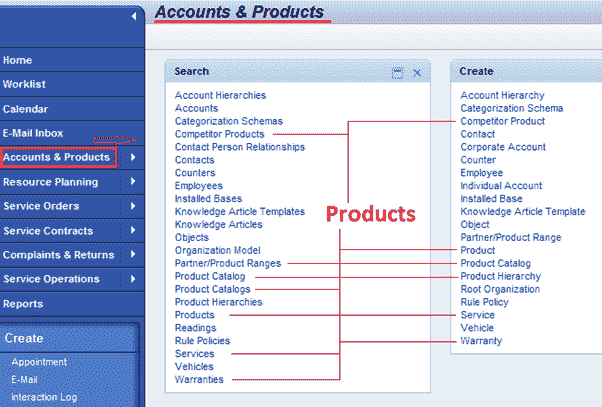 Accounts & Products
Home
Worklist
Calendar
E-Mail Inbox
Accounts & Products
Resource Planning
Service Orders
Service Contracts
Complaints & Returns
Service Operations
Reports
Create
Appointment
E-Mail
Interaction Log
Search
Account Hierarchies
Accounts
Categorization Schemas
Competitor Products
Contact Person Relationships
Contacts
Counters
Employees
Installed Bases
Knowledge Article Templates
Knowledge Articles
Objects
Organization Model
Partner/Product Ranges
Product Catalog
Product Catalogs
Product Hierarchies
Products
Readings
Rule Policies
Services
Vehicles
Warranties
Products
Create
Account Hierarchy
Categorization Schema
Competitor Product
Contact
Corporate Account
Counter
Employee
Individual Account
Installed Base
Knowledge Article Template
Object
Partner/Product Range
Product
Product Catalog
Product Hierarchy
Root Organization
Rule Policy
Service
Vehicle
Warranty